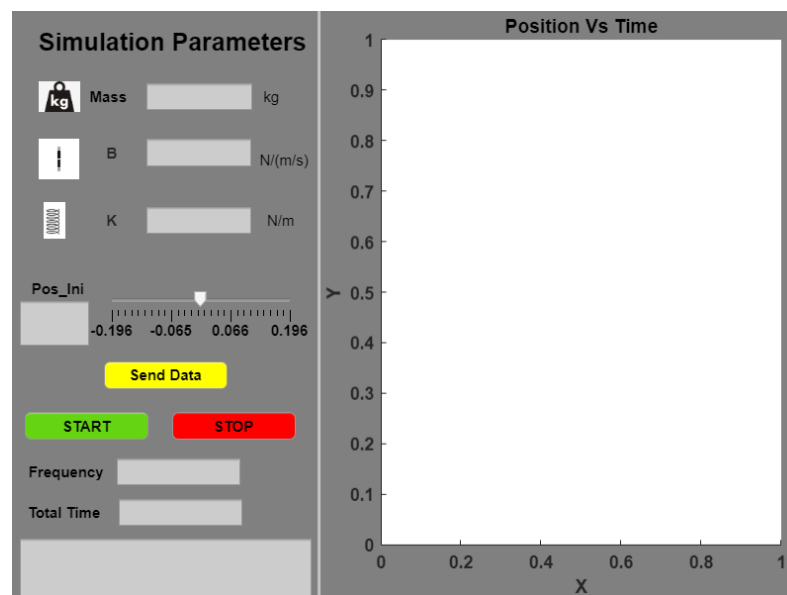 Simulation Parameters
kg
Mass
kg
B
N/(m/s)
K
N/m
Pos_Ini
-0.196 -0.065 0.066 0.196
Send Data
START STOP
Frequency
Total Time
Position Vs Time
1
0.9
0.8
0.7
0.6
0.5
0.4
0.3
0.2
0.1
0
Y
0 0.2 0.4 0.6 0.8 1
X